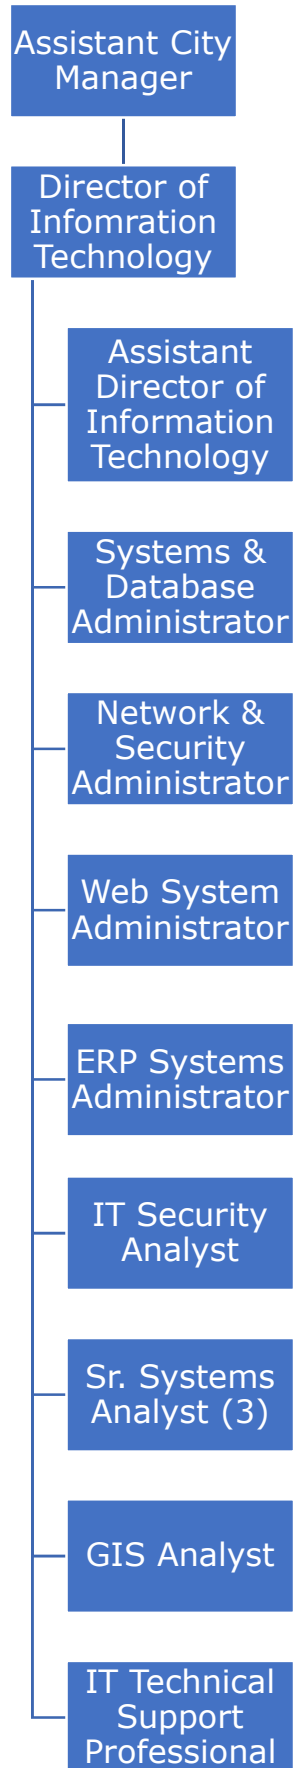 Assistant City
Manager
Director of
Infomration
Technology
Assistant
Director of
Information
Technology
Systems &
Database
Administrator
Network &
Security
Administrator
Web System
Administrator
ERP Systems
Administrator
IT Security
Analyst
Sr. Systems
Analyst (3)
GIS Analyst
IT Technical
Support
Professional